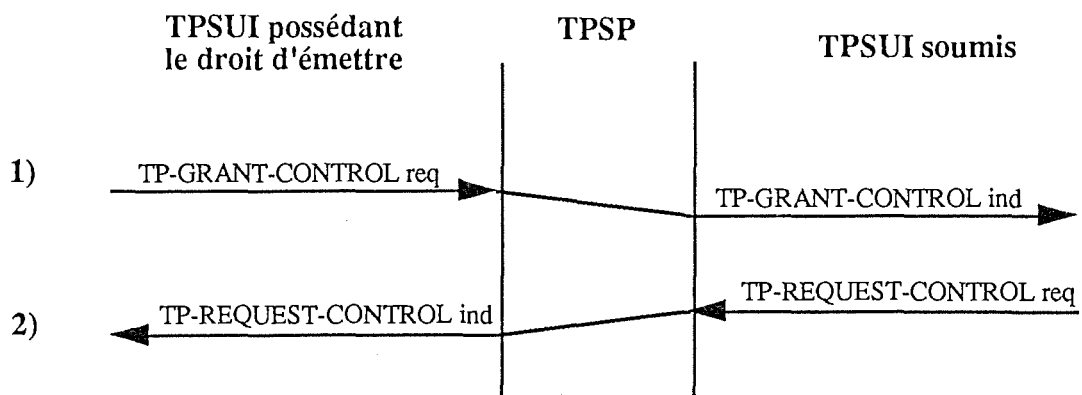 TPSUI possédant
le droit d'émettre
TPSP
TPSUI soumis
1)
TP-GRANT-CONTROL req
TP-GRANT-CONTROL ind
2)
TP-REQUEST-CONTROL ind
TP-REQUEST-CONTROL req